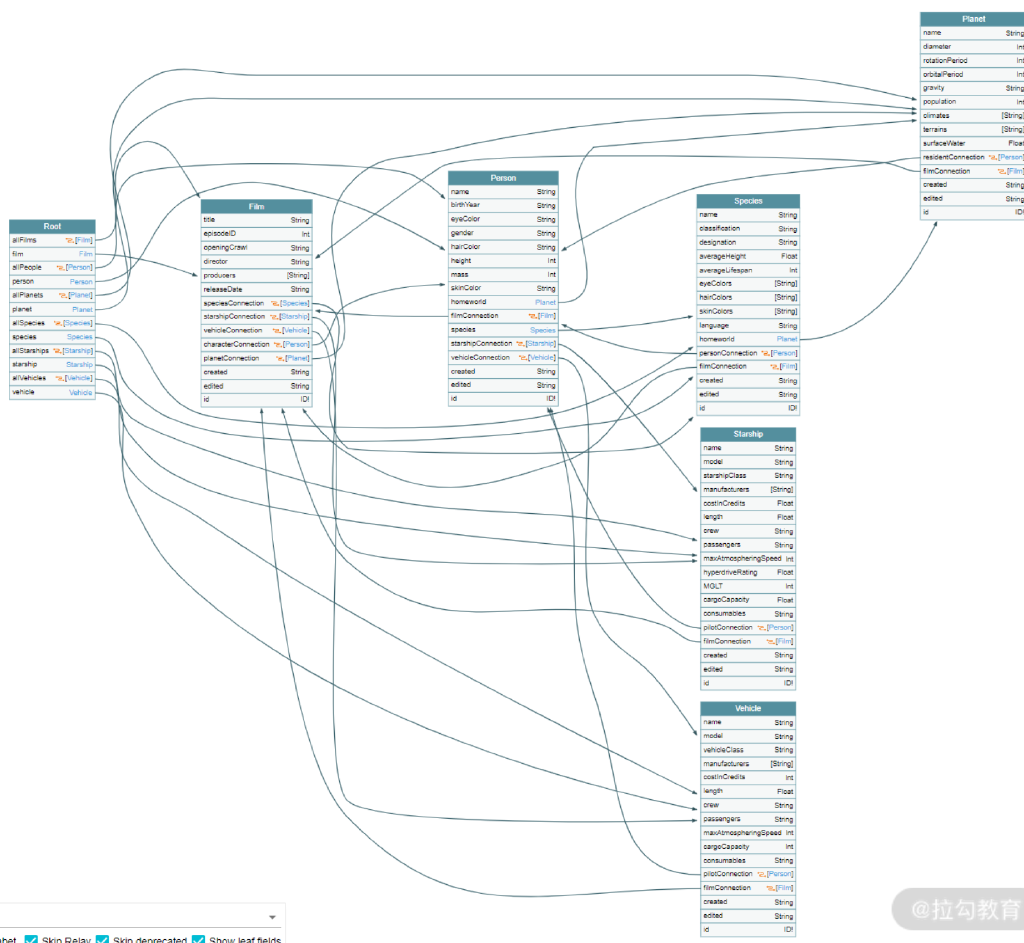 Root
allFilms [Film]
film Film
allPeople [Person]
person Person
allPlanets [Planet]
planet Planet
allSpecies [Species]
species Species
allStarships [Starship]
starship Starship
allVehicles [Vehicle]
vehicle Vehicle
Film
title String
episodeID Int
openingCrawl String
director String
producers [String]
releaseDate String
speciesConnection [Species]
starshipConnection [Starship]
vehicleConnection [Vehicle]
characterConnection [Person]
planetConnection [Planet]
created String
edited String
id ID!
Person
name String
birthYear String
eyeColor String
gender String
hairColor String
height Int
mass Int
skinColor String
homeworld Planet
filmConnection [Film]
species Species
starshipConnection [Starship]
vehicleConnection [Vehicle]
created String
edited String
id ID!
Species
name String
classification String
designation String
averageHeight Float
averageLifespan Int
eyeColors [String]
hairColors [String]
skinColors [String]
language String
homeworld Planet
personConnection [Person]
filmConnection [Film]
created String
edited String
id ID!
Starship
name String
model String
starshipClass String
manufacturers [String]
costInCredits Float
length Float
crew String
passengers String
maxAtmospheringSpeed Int
hyperdriveRating Float
MGLT Int
cargoCapacity Float
consumables String
pilotConnection [Person]
filmConnection [Film]
created String
edited String
id ID!
Vehicle
name String
model String
vehicleClass String
manufacturers [String]
costInCredits Int
length Float
crew String
passengers String
maxAtmospheringSpeed Int
cargoCapacity Int
consumables String
pilotConnection [Person]
filmConnection [Film]
created String
edited String
id ID!
Planet
name String
diameter Int
rotationPeriod Int
orbitalPeriod Int
gravity String
population Int
climates [String]
terrains [String]
surfaceWater Float
residentConnection [Person]
filmConnection [Film]
created String
edited String
id ID!
Skip Relay Skip deprecated Show leaf fields
@拉勾教育